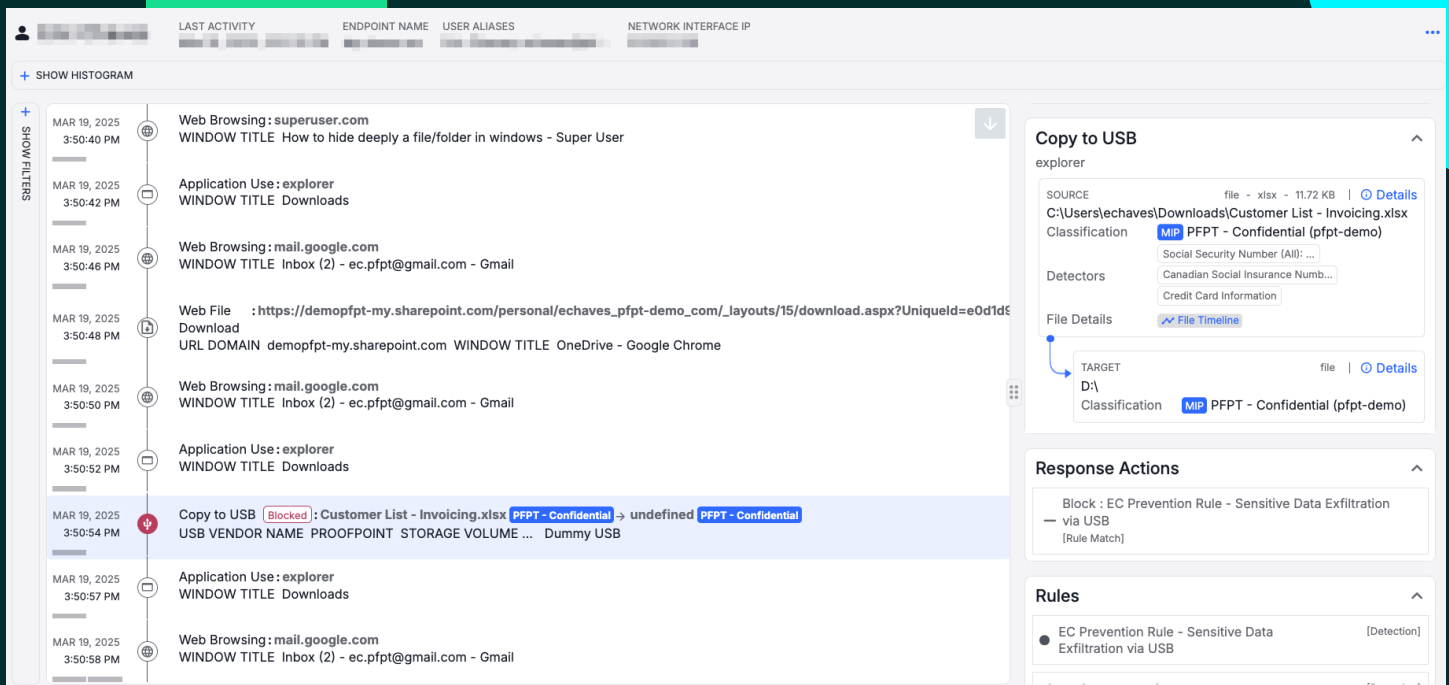 LAST ACTIVITY ENDPOINT NAME USER ALIASES NETWORK INTERFACE IP
SHOW HISTOGRAM
SHOW FILTERS
MAR 19, 2025 Web Browsing: superuser.com
3:50:40 PM WINDOW TITLE How to hide deeply a file/folder in windows - Super User
MAR 19, 2025 Application Use: explorer
3:50:42 PM WINDOW TITLE Downloads
MAR 19, 2025 Web Browsing: mail.google.com
3:50:46 PM WINDOW TITLE Inbox (2) - ec.pfpt@gmail.com - Gmail
MAR 19, 2025 Web File : https://demopfpt-my.sharepoint.com/personal/echaves_pfpt-demo_com/_layouts/15/download.aspx?UniqueId=e0d1d9
3:50:48 PM Download
URL DOMAIN demopfpt-my.sharepoint.com WINDOW TITLE OneDrive - Google Chrome
MAR 19, 2025 Web Browsing: mail.google.com
3:50:50 PM WINDOW TITLE Inbox (2) - ec.pfpt@gmail.com - Gmail
MAR 19, 2025 Application Use: explorer
3:50:52 PM WINDOW TITLE Downloads
MAR 19, 2025 Copy to USB Blocked : Customer List - Invoicing.xlsx PFPT - Confidential → undefined PFPT - Confidential
3:50:54 PM USB VENDOR NAME PROOFPOINT STORAGE VOLUME ... Dummy USB
MAR 19, 2025 Application Use: explorer
3:50:57 PM WINDOW TITLE Downloads
MAR 19, 2025 Web Browsing: mail.google.com
3:50:58 PM WINDOW TITLE Inbox (2) - ec.pfpt@gmail.com - Gmail
Copy to USB
explorer
SOURCE file - xlsx - 11.72 KB | Details
C:\Users\echaves\Downloads\Customer List - Invoicing.xlsx
Classification MIP PFPT - Confidential (pfpt-demo)
Social Security Number (All): ...
Detectors Canadian Social Insurance Numb...
Credit Card Information
File Details File Timeline
TARGET file | Details
D:\
Classification MIP PFPT - Confidential (pfpt-demo)
Response Actions
Block : EC Prevention Rule - Sensitive Data Exfiltration
via USB
[Rule Match]
Rules
EC Prevention Rule - Sensitive Data [Detection]
Exfiltration via USB